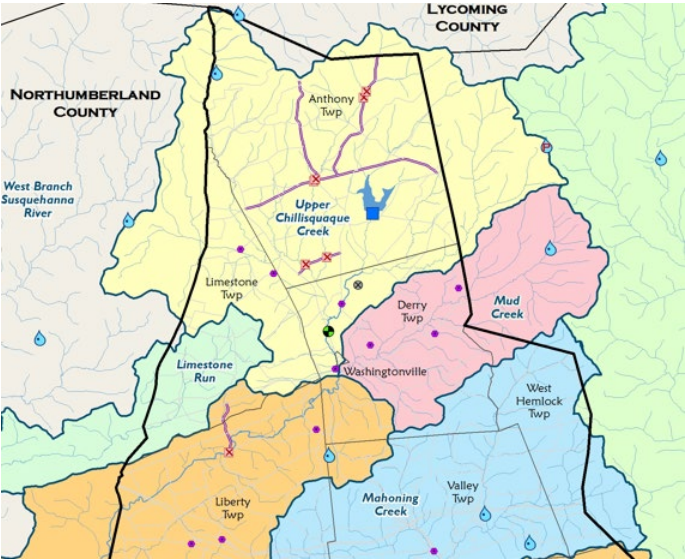 LYCOMING
COUNTY
NORTHUMBERLAND
COUNTY
Anthony
Twp
West Branch
Susquehanna
River
Upper
Chillisquaque
Creek
Limestone
Twp
Derry
Twp
Mud
Creek
Limestone
Run
Washingtonville
West
Hemlock
Twp
Liberty
Twp
Mahoning
Creek
Valley
Twp